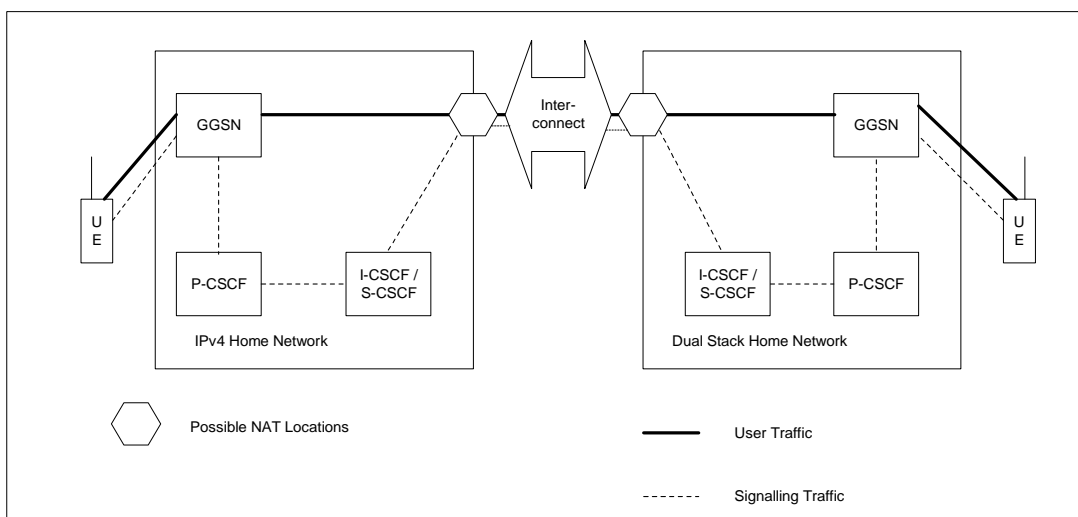 GGSN
Inter-
connect
GGSN
U
E
U
E
P-CSCF
I-CSCF /
S-CSCF
I-CSCF /
S-CSCF
P-CSCF
IPv4 Home Network
Dual Stack Home Network
Possible NAT Locations
User Traffic
Signalling Traffic